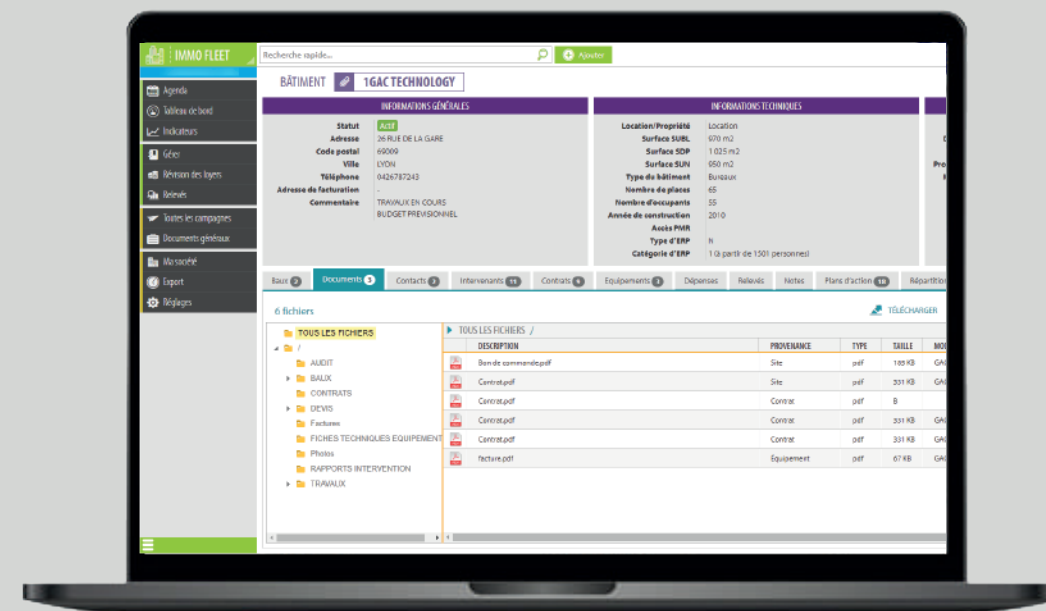 IMMO FLEET
Recherche rapide...
Ajouter
BÂTIMENT 1GAC TECHNOLOGY
Agenda
Tableau de bord
Indicateurs
Gérer
Révision des loyers
Relevés
Toutes les campagnes
Documents généraux
Ma société
Export
Réglages
INFORMATIONS GÉNÉRALES
Statut Actif
Adresse 26 RUE DE LA GARE
Code postal 69009
Ville LYON
Téléphone 0426787243
Adresse de facturation -
Commentaire TRAVAUX EN COURS
BUDGET PREVISIONNEL
INFORMATIONS TECHNIQUES
Location/Propriété Location
Surface SUBL 970 m2
Surface SDP 1 025 m2
Surface SUN 950 m2
Type du bâtiment Bureaux
Nombre de places 65
Nombre d'occupants 55
Année de construction 2010
Accès PMR
Type d'ERP N
Catégorie d'ERP 1 (à partir de 1501 personnes)
Baux 2 Documents Contacts Intervenants 11 Contrats Equipements Dépenses Relevés Notes Plans d'action 18 Répartition
6 fichiers
TÉLÉCHARGER
TOUS LES FICHIERS
/
AUDIT
BAUX
CONTRATS
DEVIS
Factures
FICHES TECHNIQUES EQUIPEMENT
Photos
RAPPORTS INTERVENTION
TRAVAUX
TOUS LES FICHIERS /
DESCRIPTION PROVENANCE TYPE TAILLE
Bon de commande.pdf Site pdf KB
Contrat.pdf Site pdf 331 KB
Contrat.pdf Contrat pdf B
Contrat.pdf Contrat pdf 331 KB
Contrat.pdf Contrat pdf 331 KB
facture.pdf Equipement pdf 67 KB